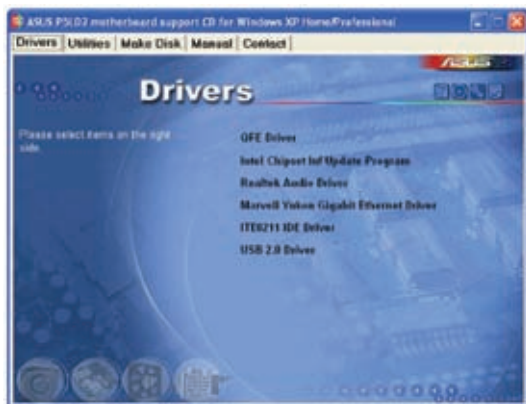 ASUS P5LD2 motherboard support CD for Windows XP Home/Professional
Drivers Utilities Make Disk Manual Contact
ASUS
Drivers
Please select items on the right
side.
QFE Driver
Intel Chipset Inf Update Program
Realtek Audio Driver
Marvell Yukon Gigabit Ethernet Driver
ITE8211 IDE Driver
USB 2.0 Driver